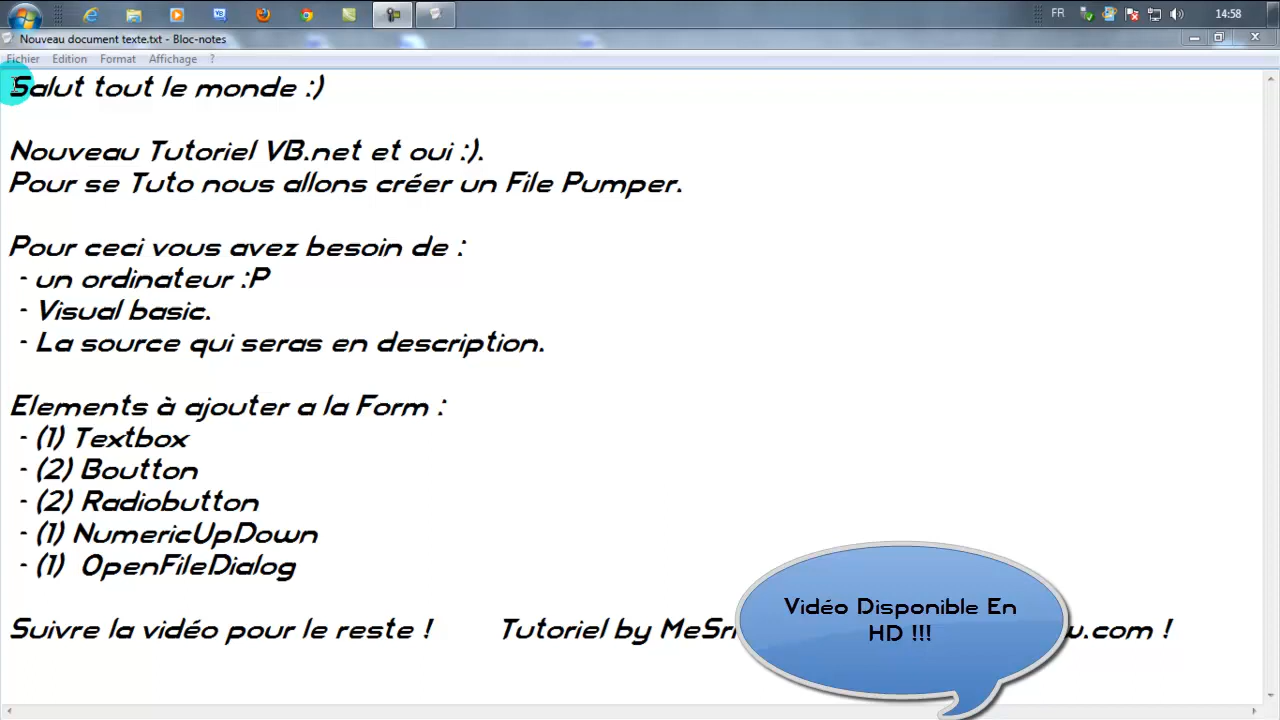 FR
14:58
Nouveau document texte.txt - Bloc-notes
Fichier Edition Format Affichage ?
Salut tout le monde :)
Nouveau Tutoriel VB.net et oui :).
Pour se Tuto nous allons créer un File Pumper.
Pour ceci vous avez besoin de :
- un ordinateur :P
- Visual basic.
- La source qui seras en description.
Elements à ajouter a la Form :
- (1) Textbox
- (2) Boutton
- (2) Radiobutton
- (1) NumericUpDown
- (1) OpenFileDialog
Suivre la vidéo pour le reste ! Tutoriel by .com !
Vidéo Disponible En
HD !!!